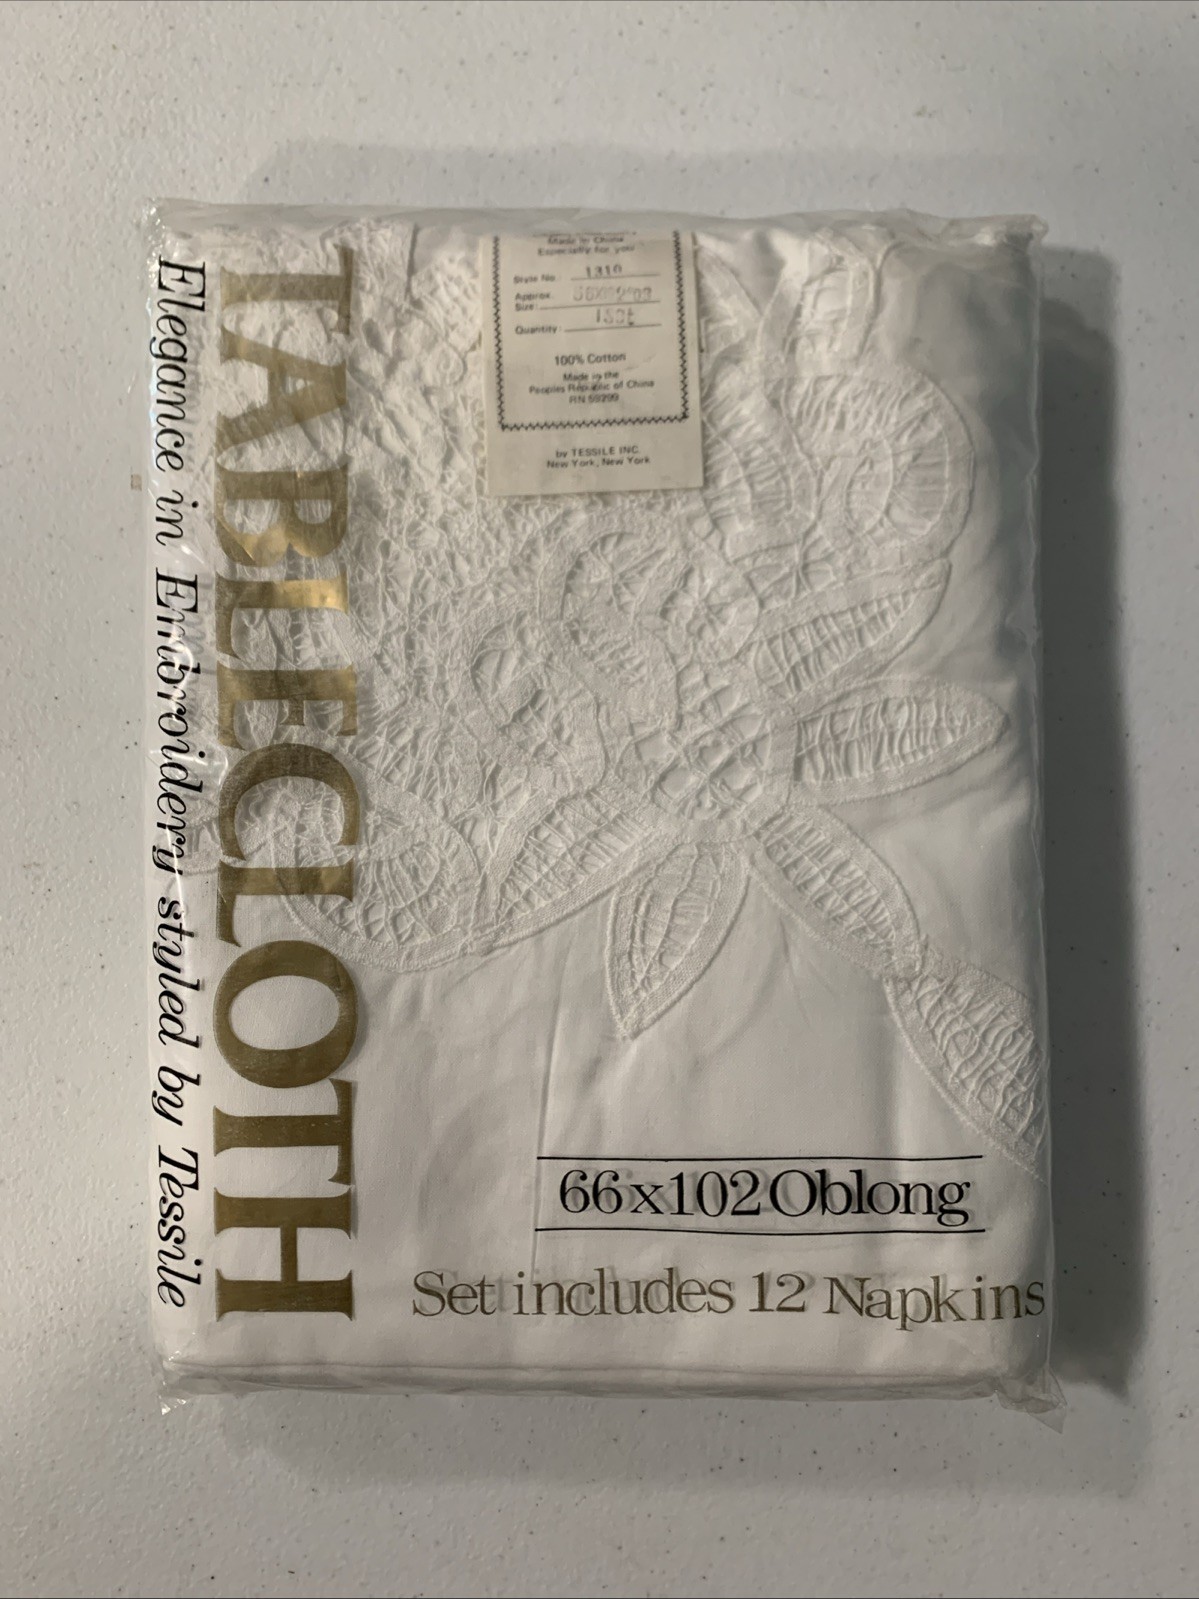 TABLECLOTH
Elegance in Embroidery styled by Tessile
Made in China
Especially for you
Style No. 1310
Approx.
Size:
Quantity:
100% Cotton
Made in the
Peoples Republic of China
RN 59299
by TESSILE INC.
New York, New York
66x102 Oblong
Set includes 12 Napkins